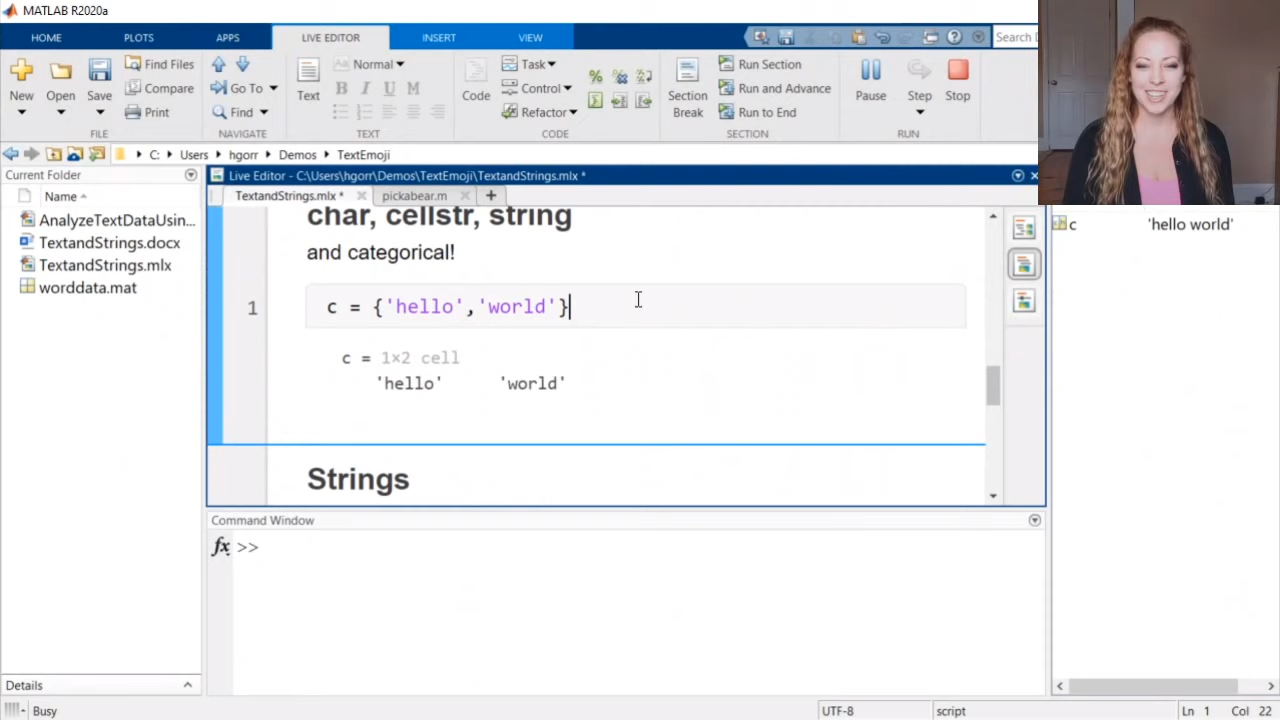 MATLAB R2020a
HOME PLOTS APPS LIVE EDITOR INSERT VIEW Search D
New Open Save Find Files Compare Print
FILE
Go To Find
NAVIGATE
Text Normal B I U M
TEXT
Code Task Control Refactor
CODE
Section Break Run Section Run and Advance Run to End
SECTION
Pause Step Stop
RUN
C: Users hgorr Demos TextEmoji
Current Folder
Name
AnalyzeTextDataUsin...
TextandStrings.docx
TextandStrings.mlx
worddata.mat
Details
Live Editor - C:\Users\hgorr\Demos\TextEmoji\TextandStrings.mlx *
TextandStrings.mlx * pickabear.m
char, cellstr, string
and categorical!
1 c = {'hello','world'}
c = 1×2 cell
'hello' 'world'
Strings
Command Window
fx >>
c 'hello world'
Busy UTF-8 script Ln 1 Col 22